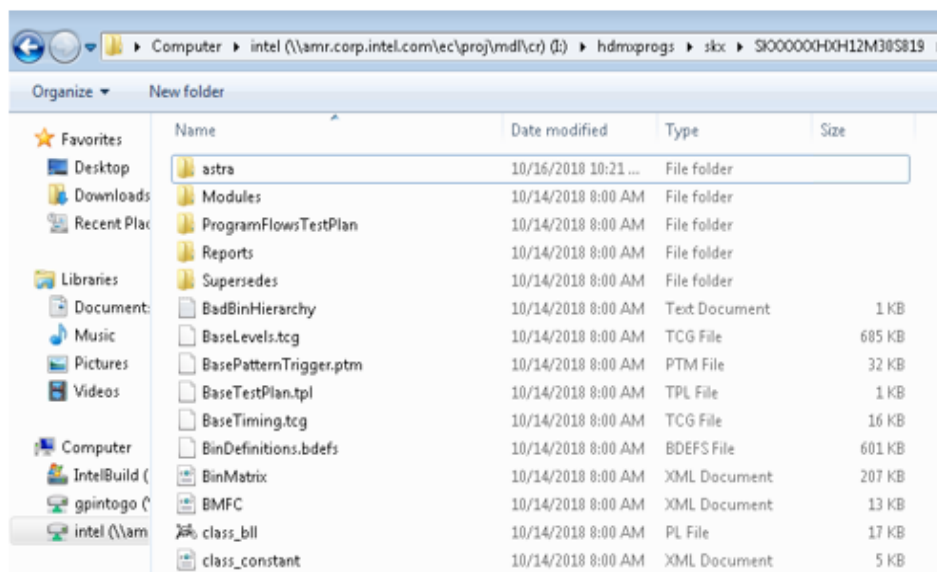 Computer ▸ intel (\\amr.corp.intel.com\ec\proj\mdl\cr) (I:) ▸ hdmxprogs ▸ skx ▸ SKXXXXXHXH12M30S819
Organize New folder
Favorites
Desktop
Downloads
Recent Plac
Libraries
Document:
Music
Pictures
Videos
Computer
IntelBuild (
gpintogo (
intel (\\am
Name Date modified Type Size
astra 10/16/2018 10:21 ... File folder
Modules 10/14/2018 8:00 AM File folder
ProgramFlowsTestPlan 10/14/2018 8:00 AM File folder
Reports 10/14/2018 8:00 AM File folder
Supersedes 10/14/2018 8:00 AM File folder
BadBinHierarchy 10/14/2018 8:00 AM Text Document 1 KB
BaseLevels.tcg 10/14/2018 8:00 AM TCG File 685 KB
BasePatternTrigger.ptm 10/14/2018 8:00 AM PTM File 32 KB
BaseTestPlan.tpl 10/14/2018 8:00 AM TPL File 1 KB
BaseTiming.tcg 10/14/2018 8:00 AM TCG File 16 KB
BinDefinitions.bdefs 10/14/2018 8:00 AM BDEFS File 601 KB
BinMatrix 10/14/2018 8:00 AM XML Document 207 KB
BMFC 10/14/2018 8:00 AM XML Document 13 KB
class_bll 10/14/2018 8:00 AM PL File 17 KB
class_constant 10/14/2018 8:00 AM XML Document 5 KB